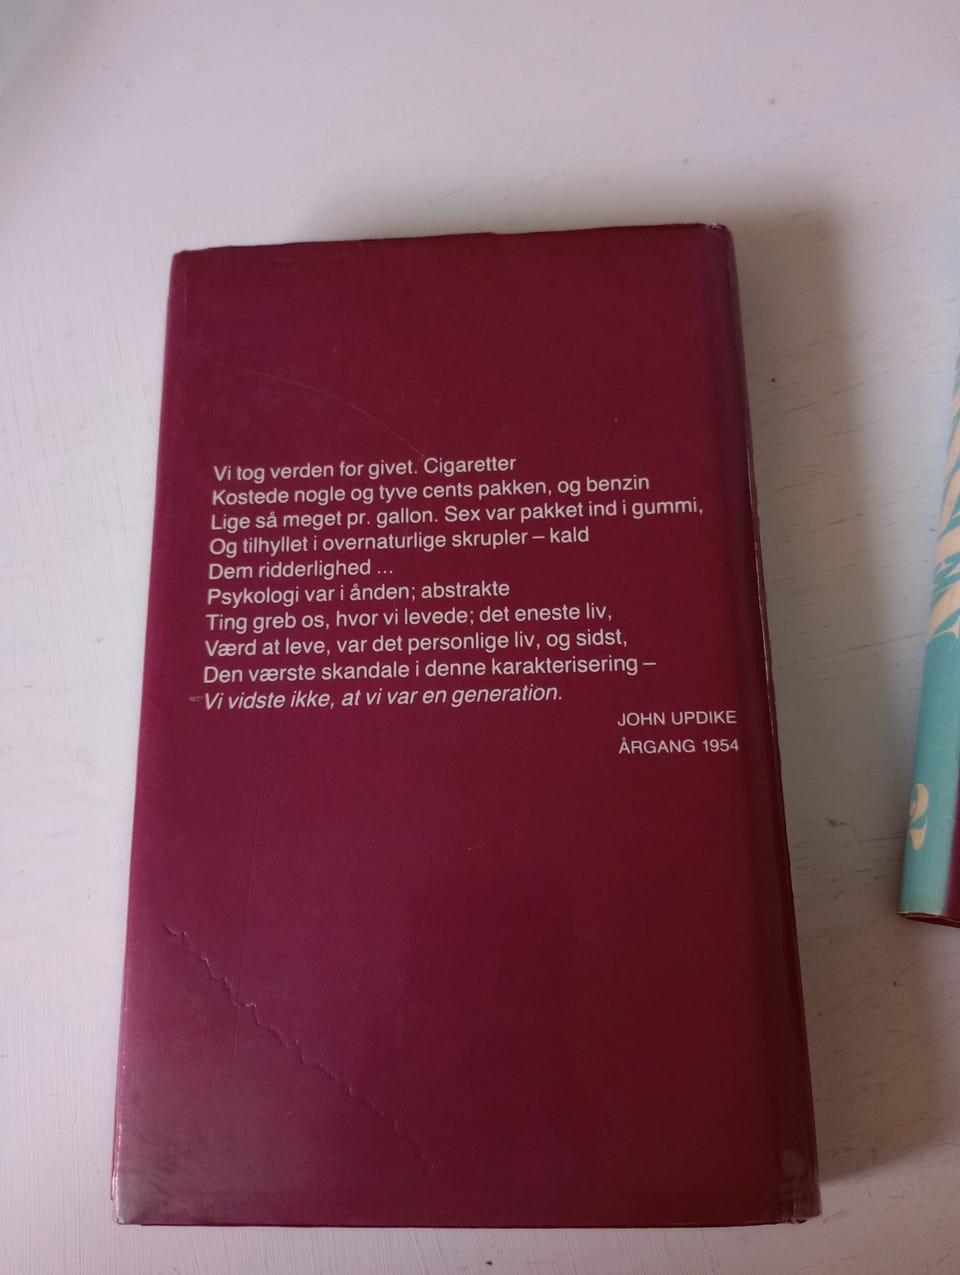 Vi tog verden for givet. Cigaretter
Kostede nogle og tyve cents pakken, og benzin
Lige så meget pr. gallon. Sex var pakket ind i gummi,
Og tilhyllet i overnaturlige skrupler – kald
Dem ridderlighed ...
Psykologi var i ånden; abstrakte
Ting greb os, hvor vi levede; det eneste liv,
Værd at leve, var det personlige liv, og sidst,
Den værste skandale i denne karakterisering –
Vi vidste ikke, at vi var en generation.
JOHN UPDIKE
ÅRGANG 1954
2